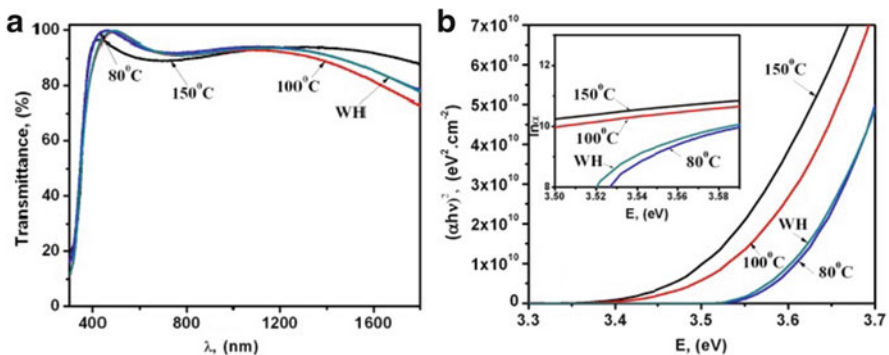 a
Transmittance, (%)
100
80
60
40
20
0
80°C
150°C
100°C
WH
400
800
1200
1600
λ, (nm)
b
(αhν)², (eV².cm⁻²)
7x10¹⁰
6x10¹⁰
5x10¹⁰
4x10¹⁰
3x10¹⁰
2x10¹⁰
1x10¹⁰
0
lnα
11
10
9
8
150°C
100°C
WH
80°C
3.50
3.52
3.54
3.56
3.58
E, (eV)
150°C
WH
100°C
80°C
3.3
3.4
3.5
3.6
3.7
E, (eV)